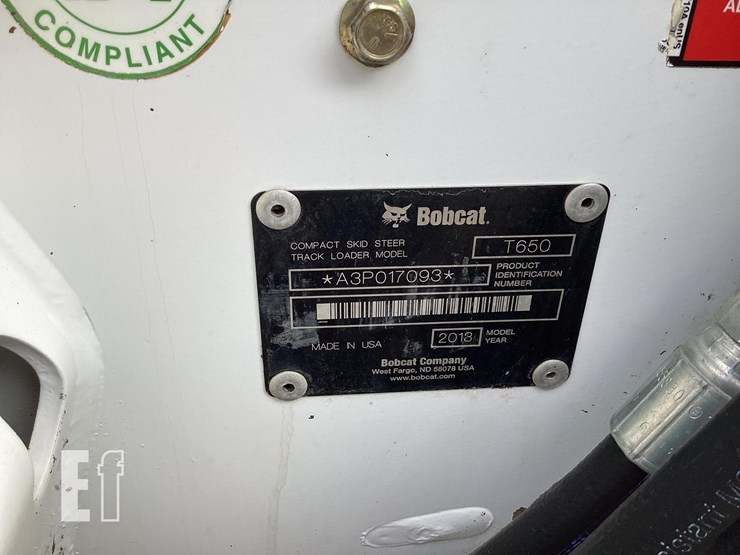 COMPLIANT
Bobcat.
COMPACT SKID STEER
TRACK LOADER MODEL
T650
*A3P017093*
PRODUCT
IDENTIFICATION
NUMBER
MADE IN USA
2013
MODEL
YEAR
Bobcat Company
West Fargo, ND 58078 USA
www.bobcat.com
Ef